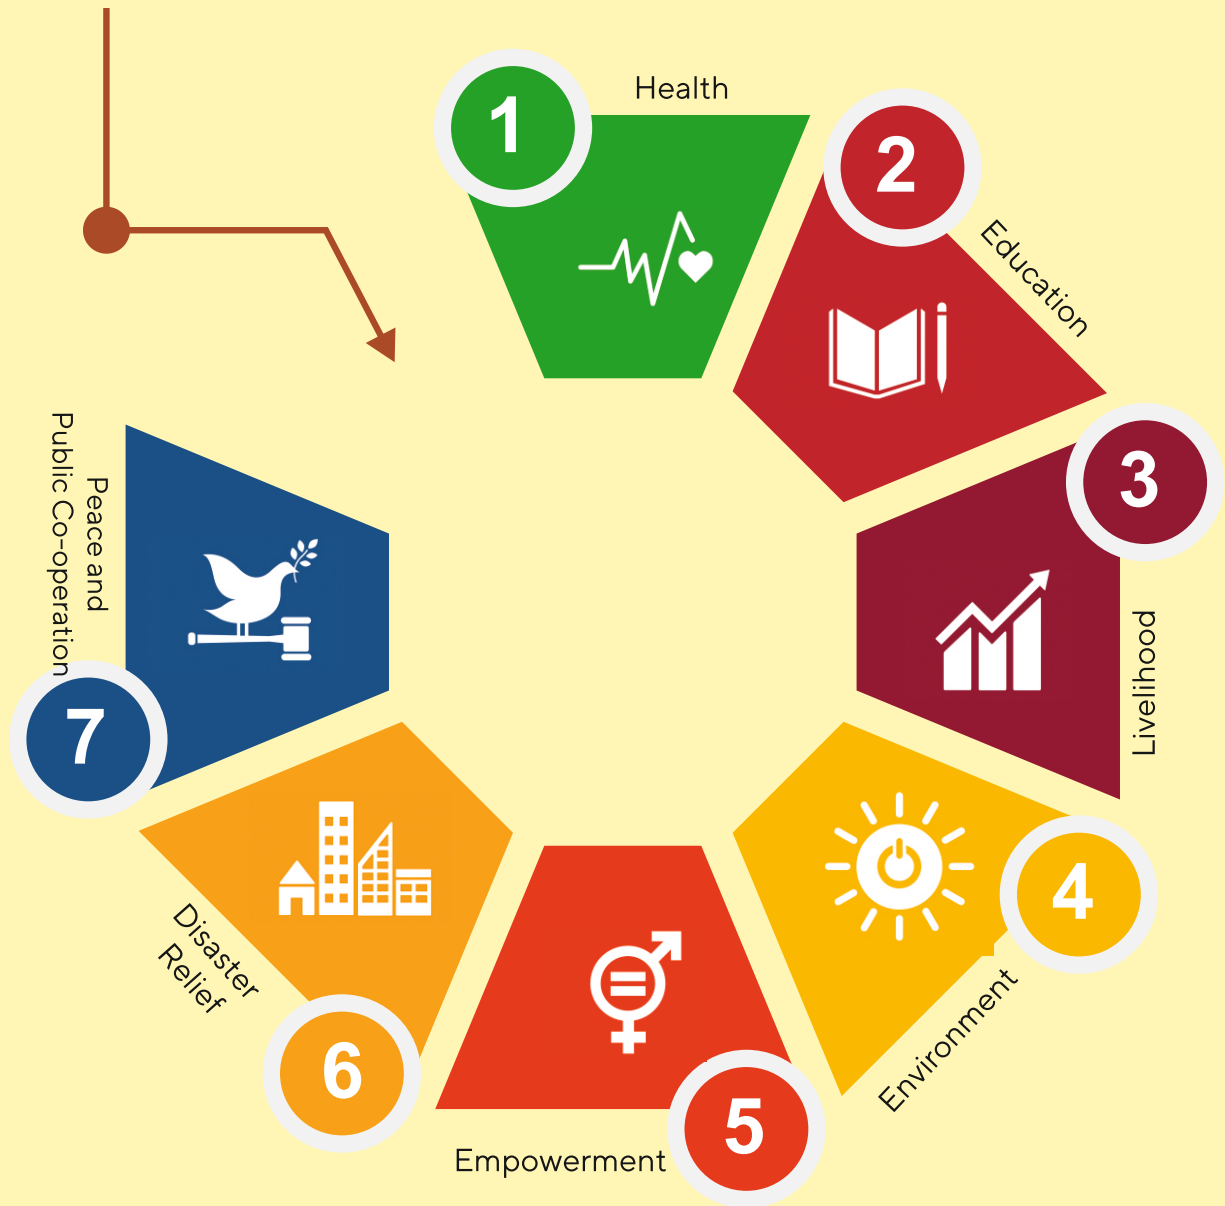 1
Health
2
Education
3
Livelihood
4
Environment
5
Empowerment
6
Disaster
Relief
7
Peace and
Public Co-operation